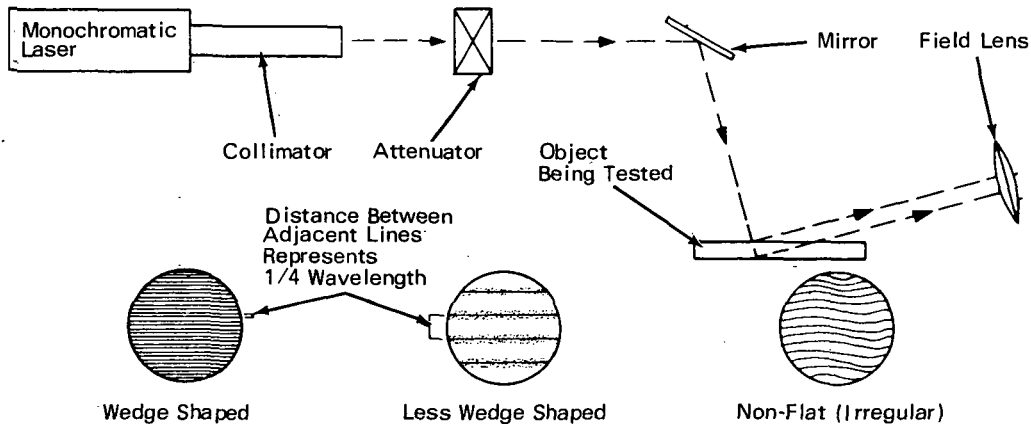 Monochromatic
Laser
Mirror
Field Lens
Collimator
Attenuator
Object
Being Tested
Distance Between
Adjacent Lines
Represents
1/4 Wavelength
Wedge Shaped
Less Wedge Shaped
Non-Flat (Irregular)